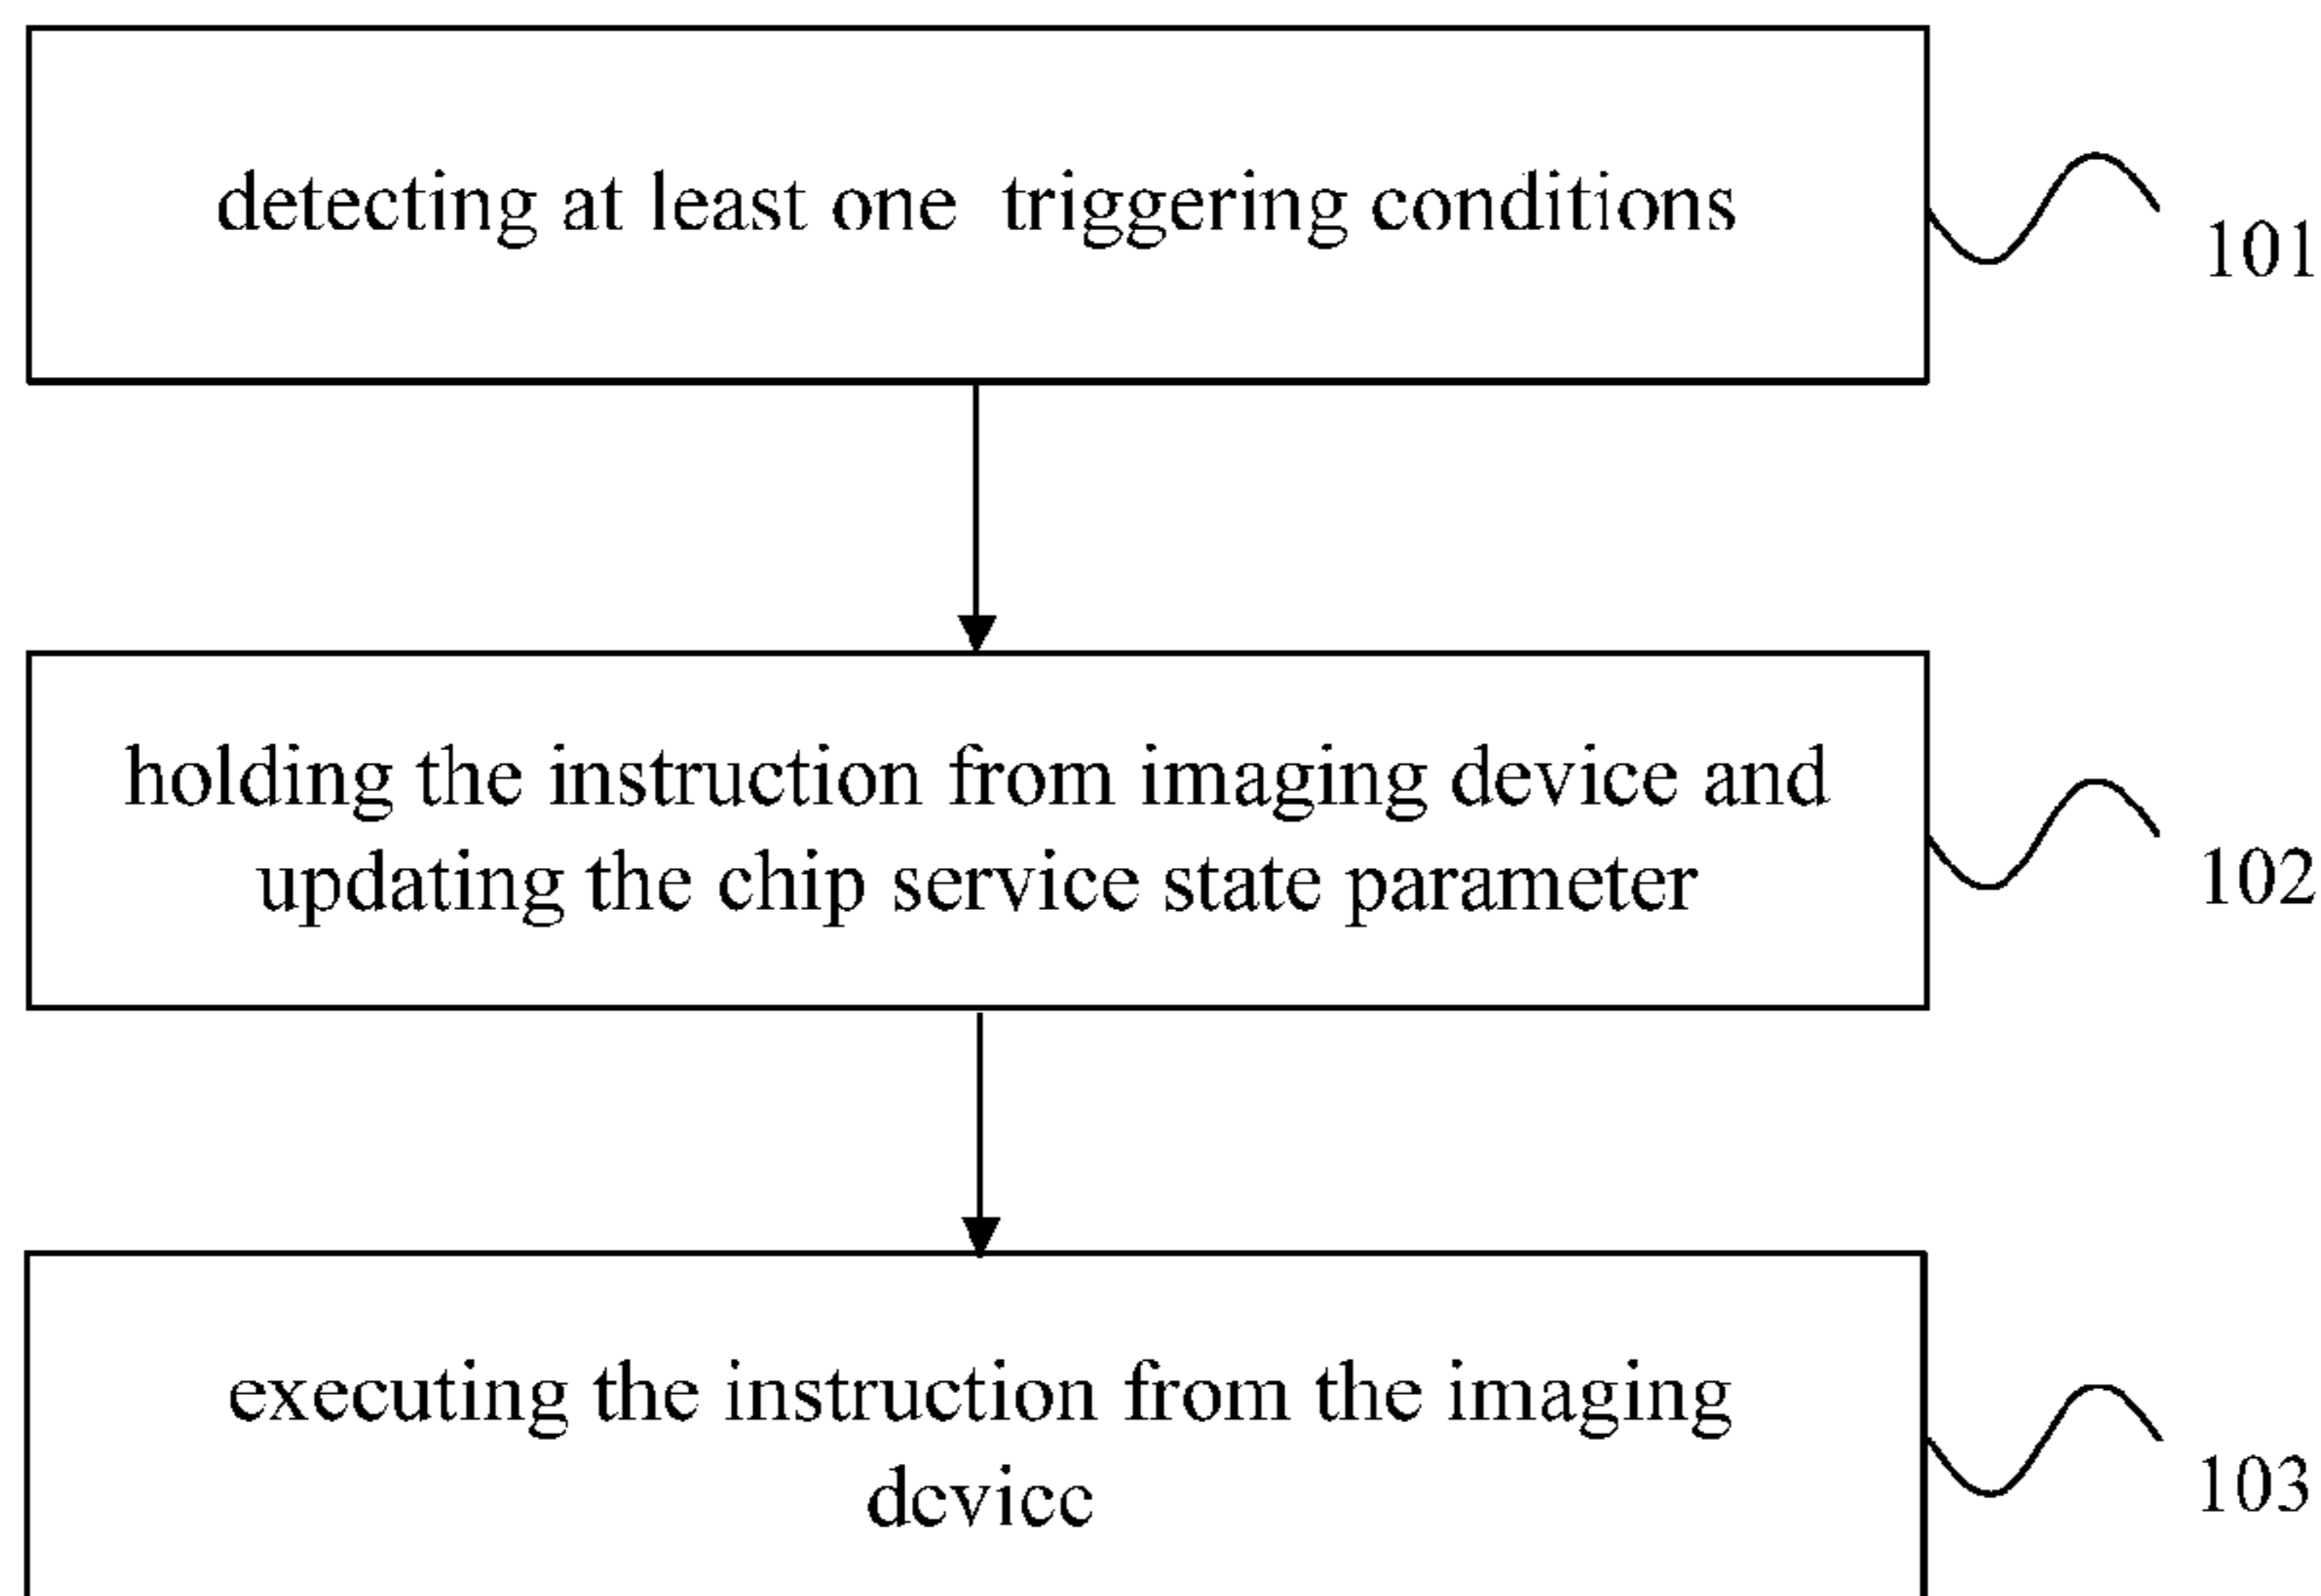 detecting at least one triggering conditions
101
holding the instruction from imaging device and
updating the chip service state parameter
102
executing the instruction from the imaging
device
103